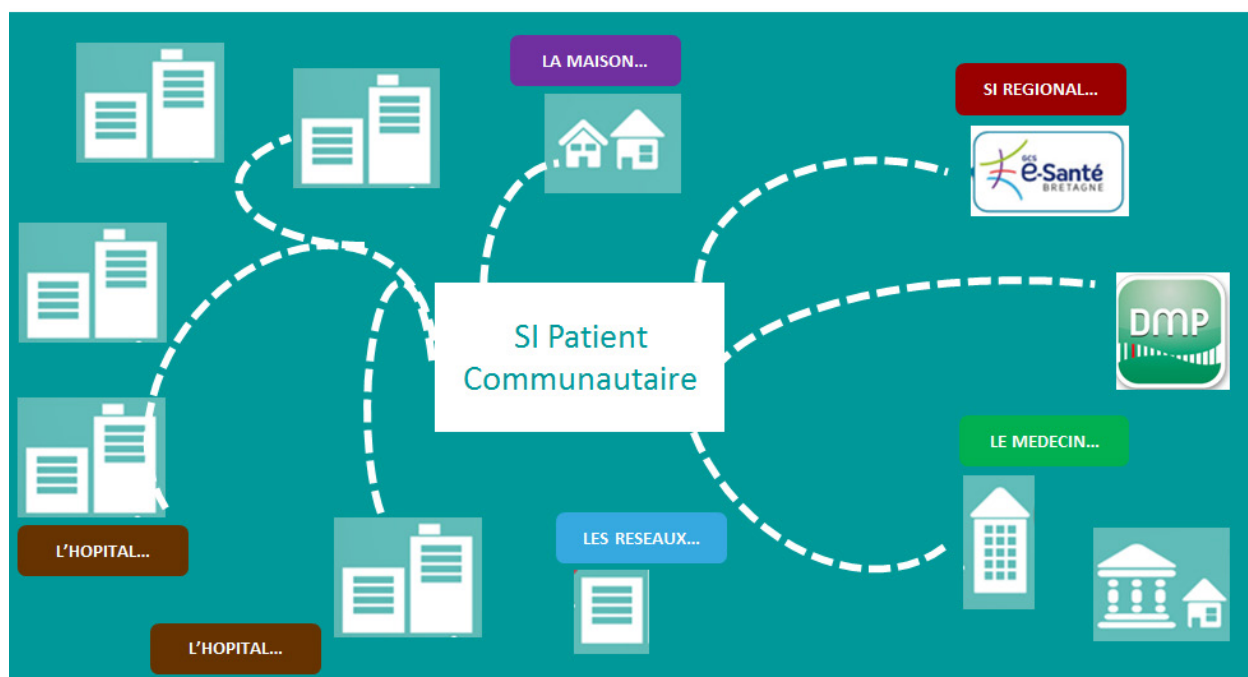 LA MAISON...
SI REGIONAL...
GCS
e-Santé
BRETAGNE
SI Patient
Communautaire
DMP
LE MEDECIN...
L'HOPITAL...
LES RESEAUX...
L'HOPITAL...